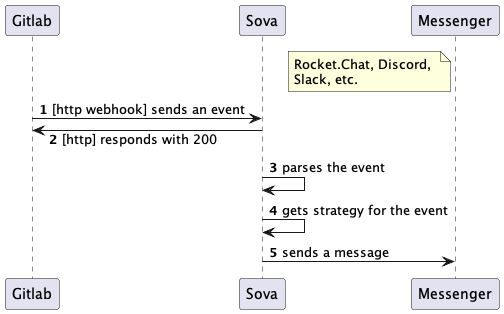 Gitlab Sova Messenger
Rocket.Chat, Discord,
Slack, etc.
1 [http webhook] sends an event
2 [http] responds with 200
3 parses the event
4 gets strategy for the event
5 sends a message
Gitlab Sova Messenger